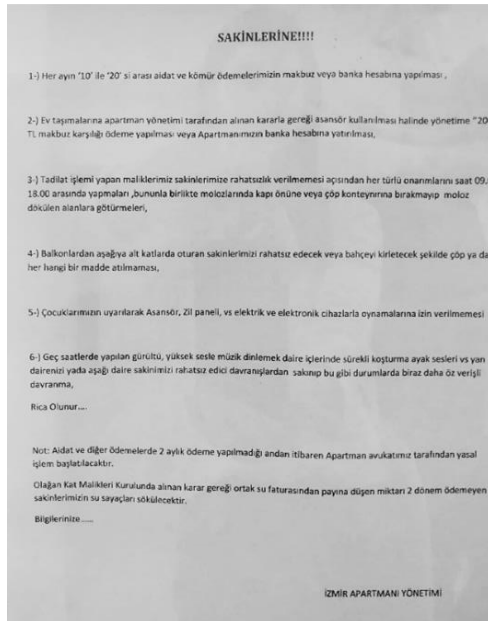 SAKİNLERİNE!!!!
1-) Her ayın '10' ile '20' si arası aidat ve kömür ödemelerimizin makbuz veya banka hesabına yapılması ,
2-) Ev taşımalarına apartman yönetimi tarafından alınan kararla gereği asansör kullanılması halinde yönetime "20
TL makbuz karşılığı ödeme yapılması veya Apartmanımızın banka hesabına yatırılması,
3-) Tadilat işlemi yapan maliklerimiz sakinlerimize rahatsızlık verilmemesi açısından her türlü onarımlarını saat 09.
18.00 arasında yapmaları ,bununla birlikte molozlarında kapı önüne veya çöp konteynırına bırakmayıp moloz
dökülen alanlara götürmeleri,
4-) Balkonlardan aşağıya alt katlarda oturan sakinlerimizi rahatsız edecek veya bahçeyi kirletecek şekilde çöp ya da
her hangi bir madde atılmaması,
5-) Çocuklarımızın uyarılarak Asansör, Zil paneli, vs elektrik ve elektronik cihazlarla oynamalarına izin verilmemesi
6-) Geç saatlerde yapılan gürültü, yüksek sesle müzik dinlemek daire içlerinde sürekli koşturma ayak sesleri vs yan
dairenizi yada aşağı daire sakinimizi rahatsız edici davranışlardan sakınıp bu gibi durumlarda biraz daha öz verişli
davranma,
Rica Olunur....
Not: Aidat ve diğer ödemelerde 2 aylık ödeme yapılmadığı andan itibaren Apartman avukatımız tarafından yasal
işlem başlatılacaktır.
Olağan Kat Malikleri Kurulunda alınan karar gereği ortak su faturasından payına düşen miktarı 2 dönem ödemeyen
sakinlerimizin su sayaçları sökülecektir.
Bilgilerinize......
İZMİR APARTMANI YÖNETİMİ